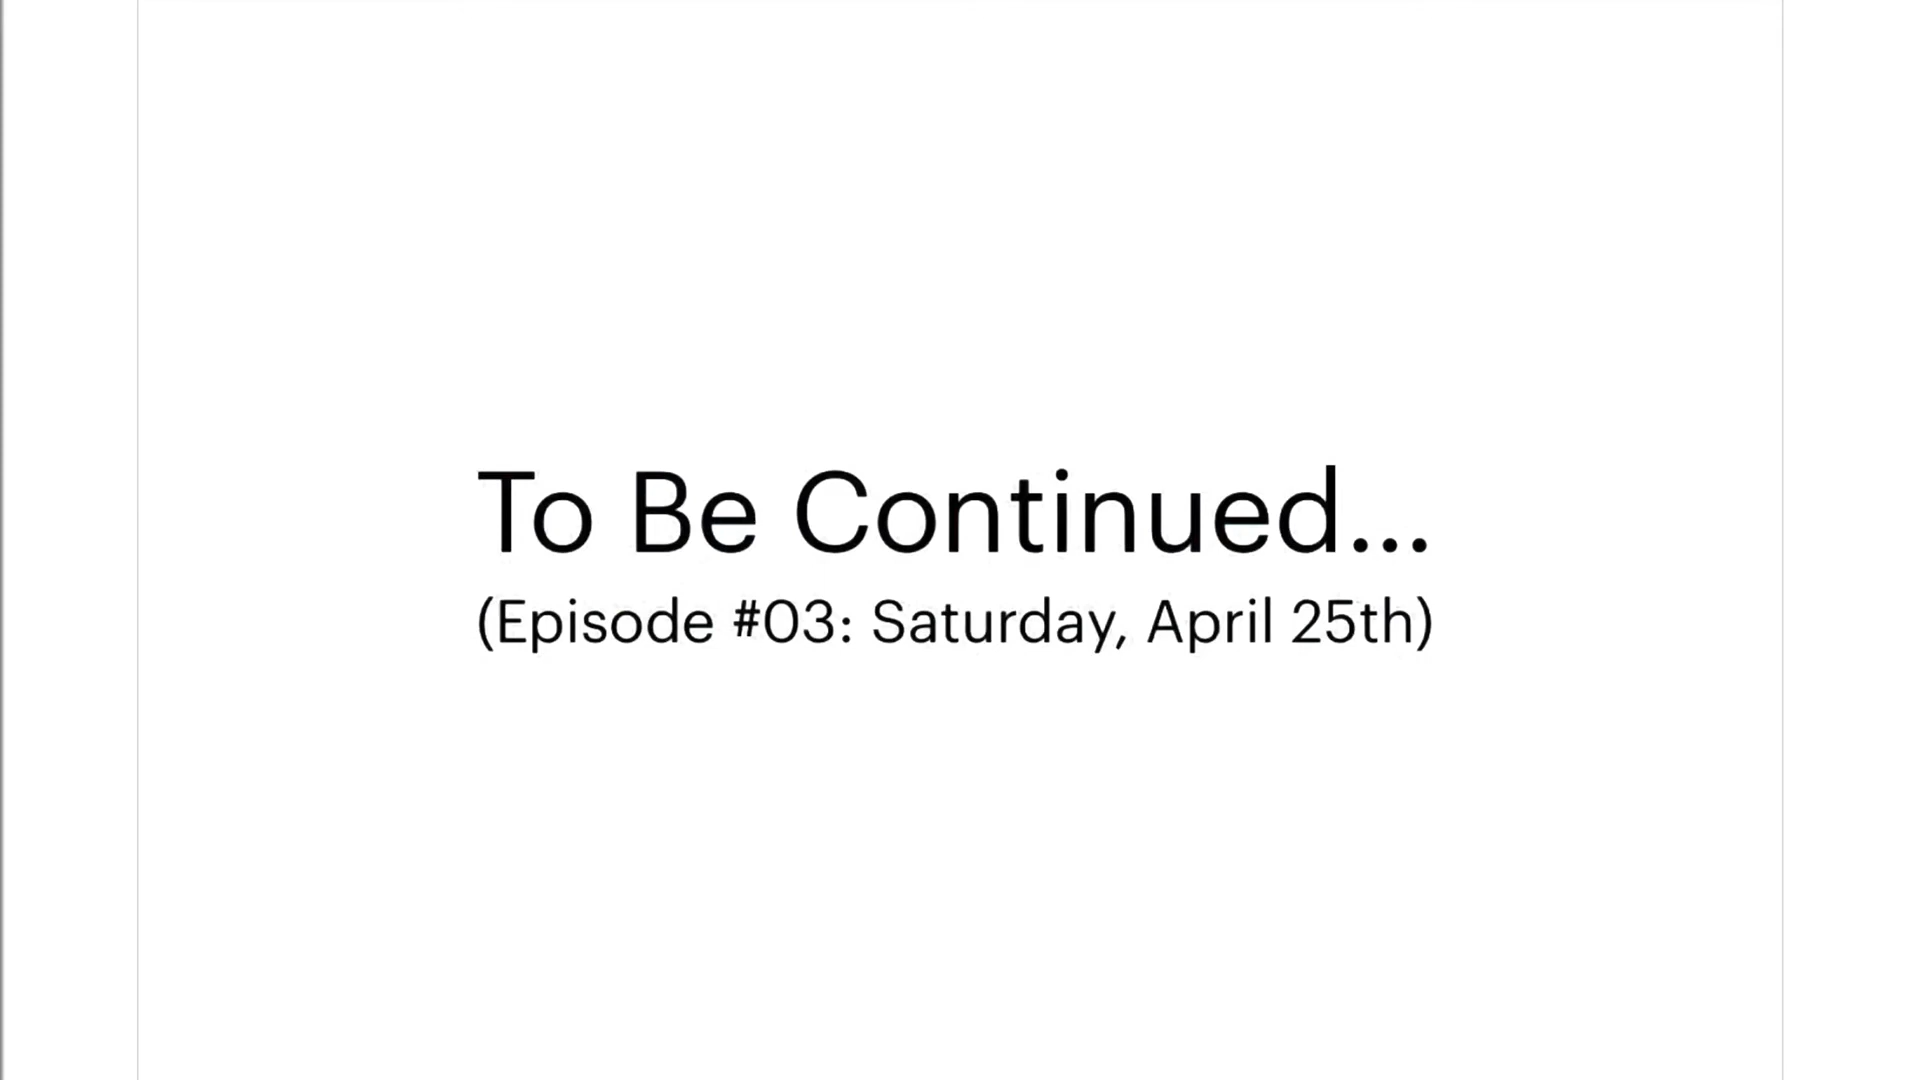 To Be Continued...
(Episode #03: Saturday, April 25th)